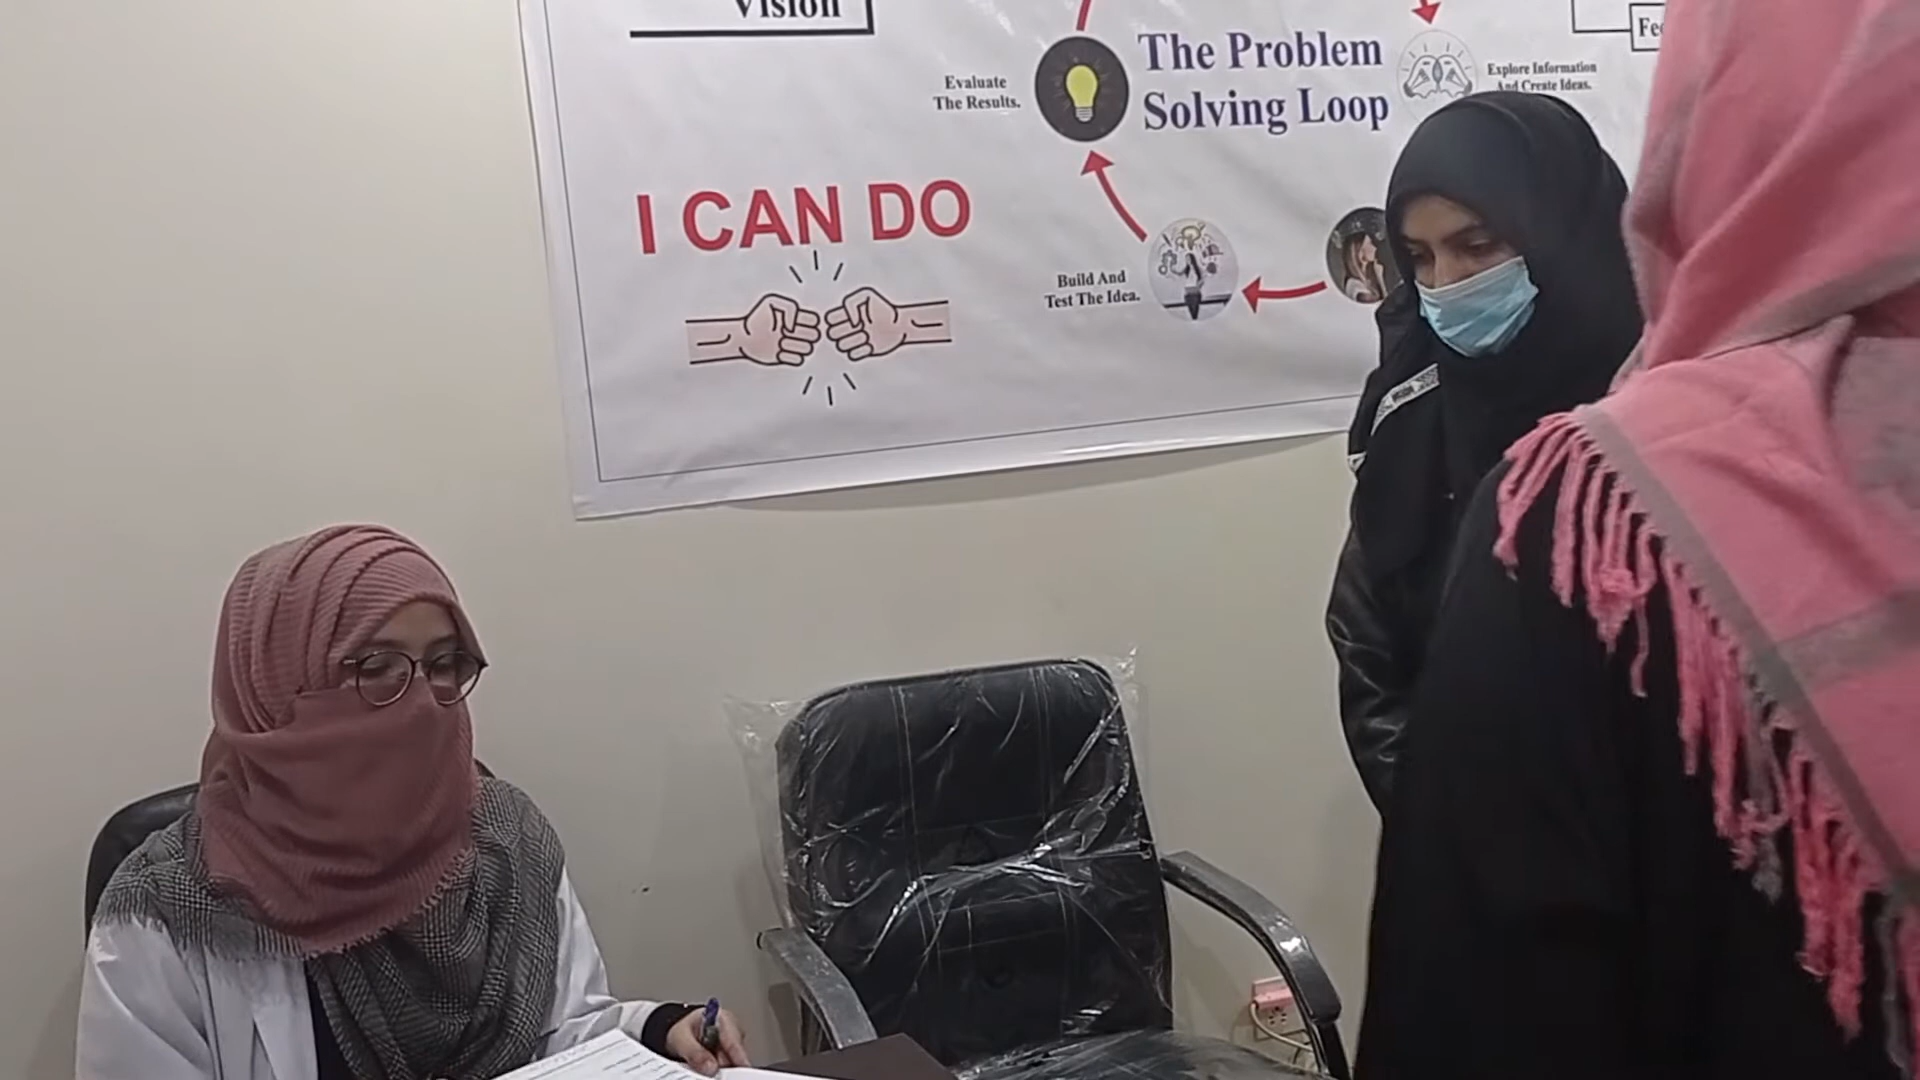 Vision
The Problem
Solving Loop
Evaluate
The Results.
Explore Information
And Create Ideas.
I CAN DO
Build And
Test The Idea.